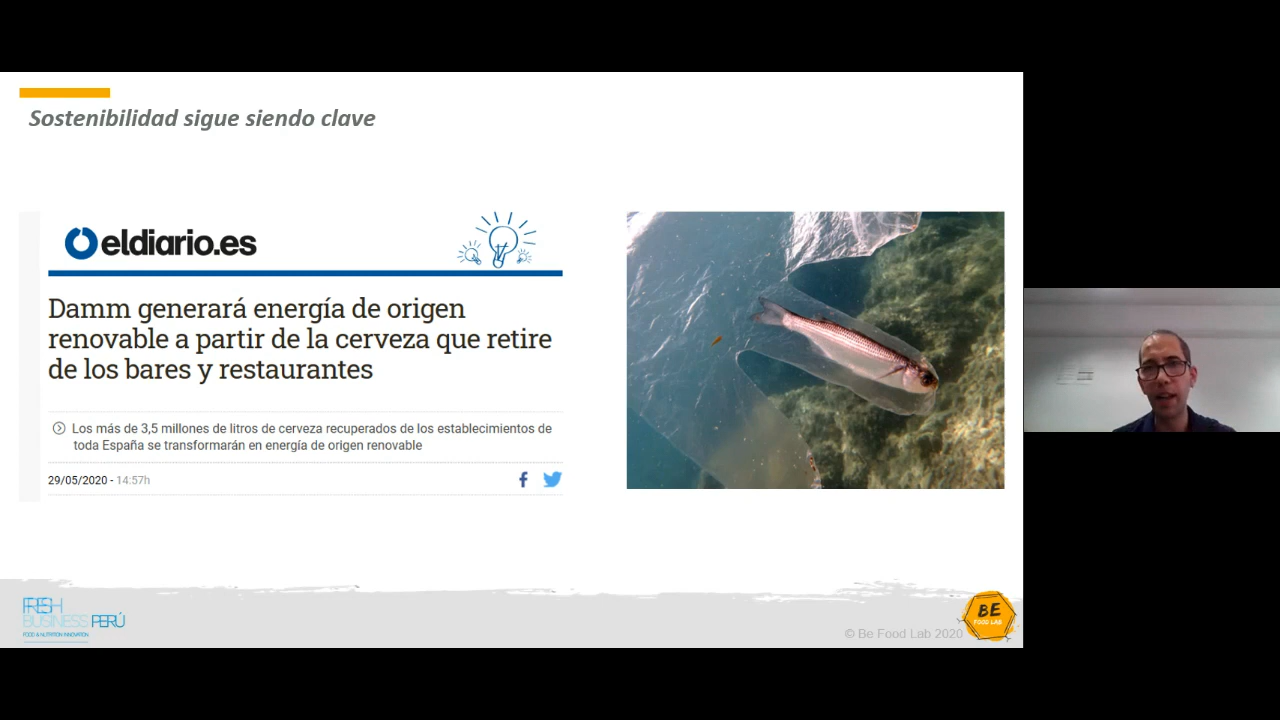 Sostenibilidad sigue siendo clave
eldiario.es
Damm generará energía de origen
renovable a partir de la cerveza que retire
de los bares y restaurantes
Los más de 3,5 millones de litros de cerveza recuperados de los establecimientos de
toda España se transformarán en energía de origen renovable
29/05/2020 - 14:57h
FRESH
BUSINESS PERÚ
FOOD & NUTRITION INNOVATION
© Be Food Lab 2020
BE
FOOD LAB